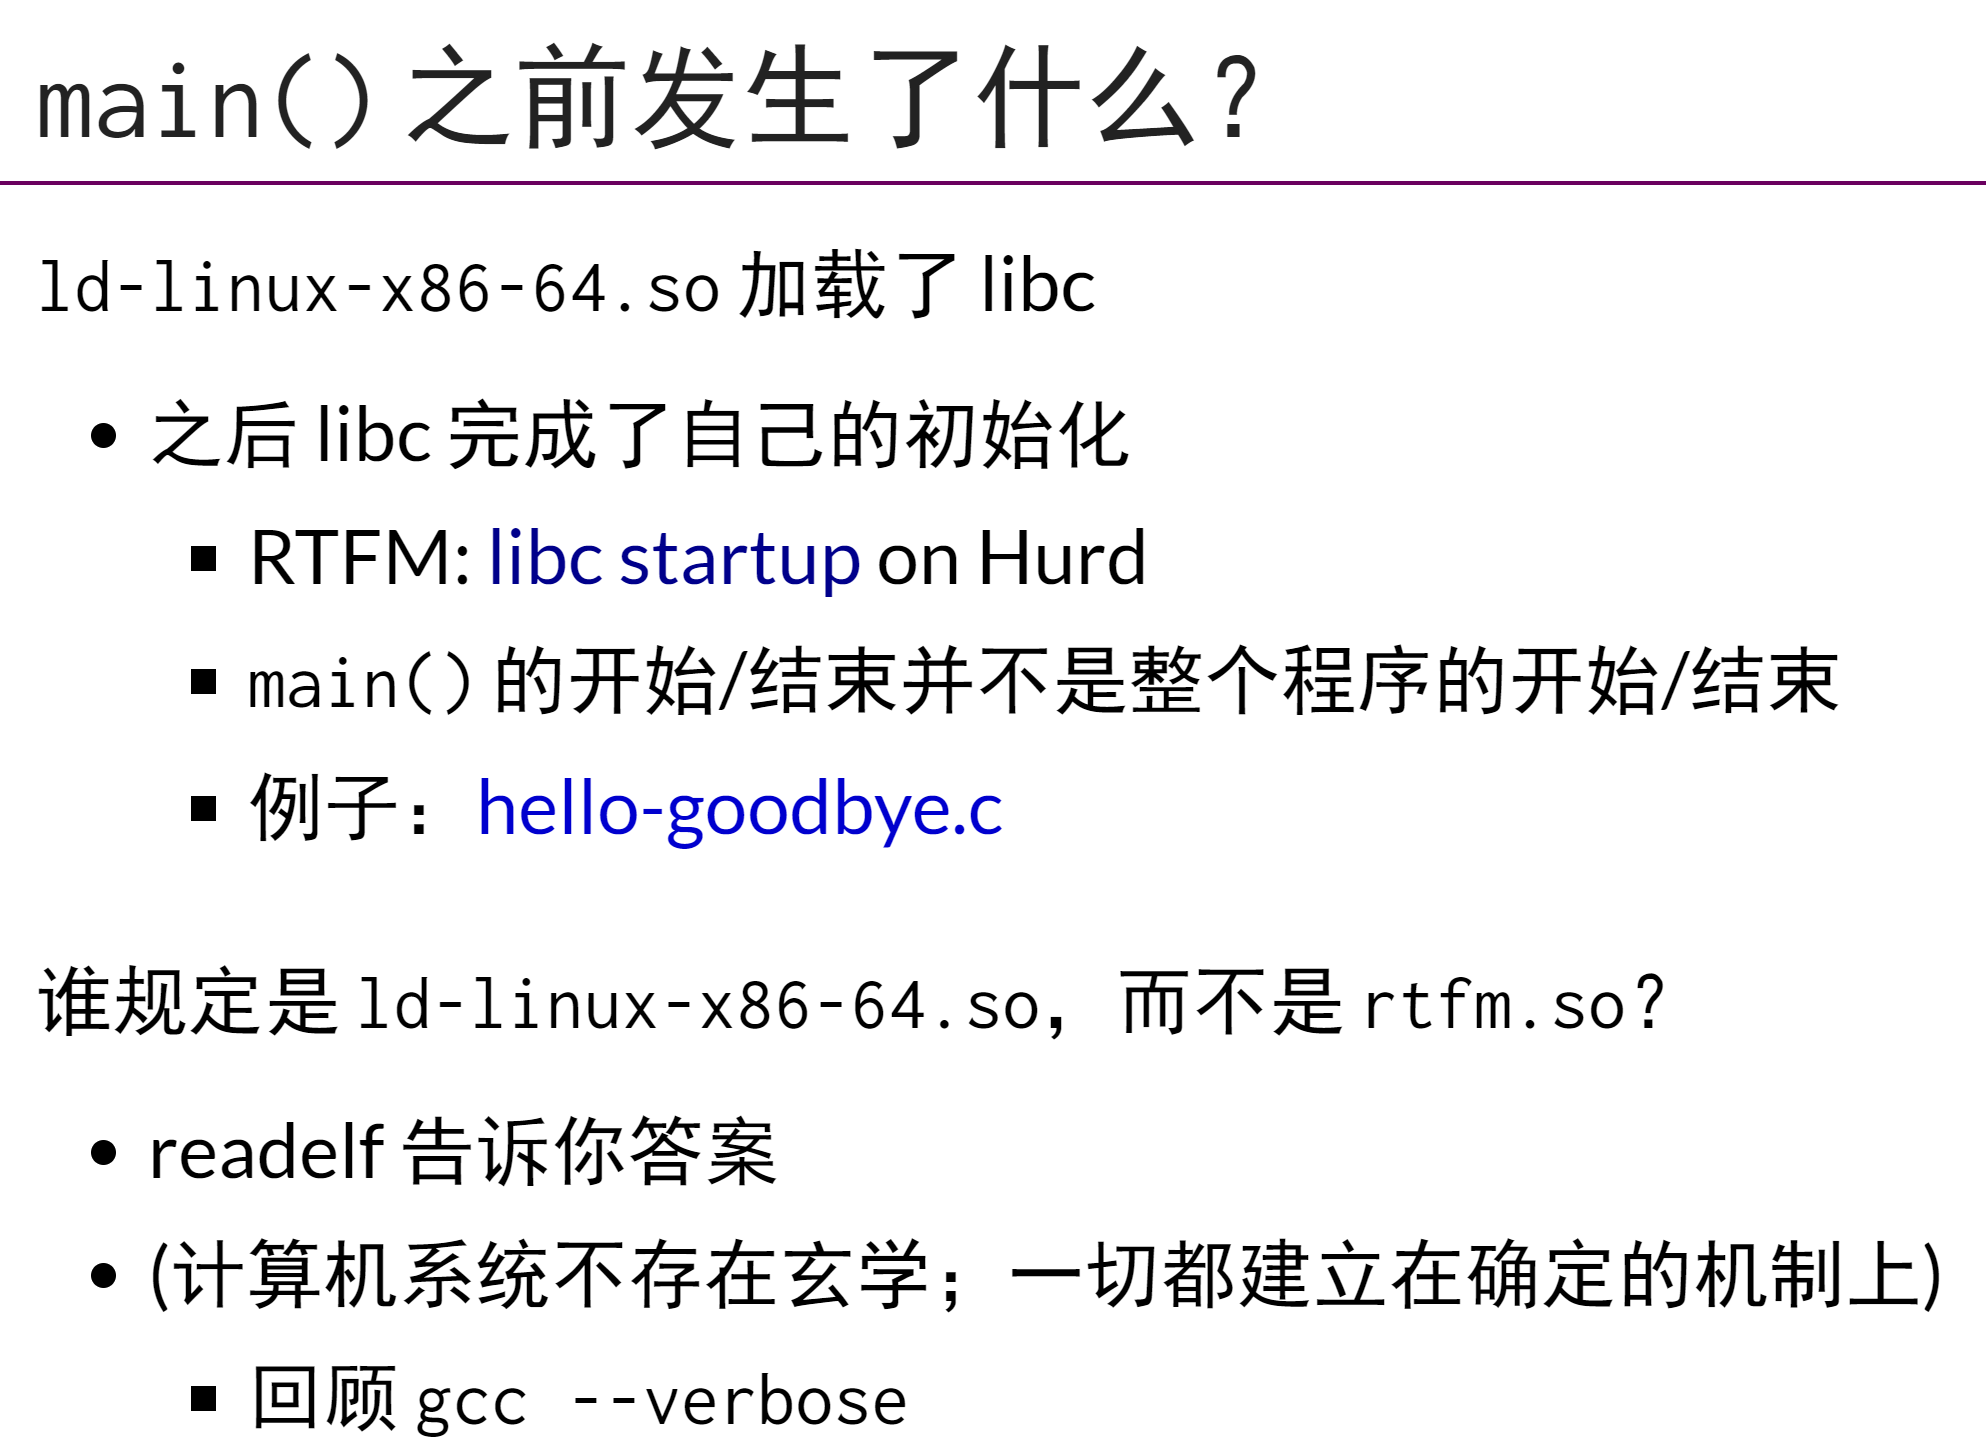 main() 之前发生了什么？
ld-linux-x86-64.so 加载了 libc
之后 libc 完成了自己的初始化
RTFM: libc startup on Hurd
main() 的开始/结束并不是整个程序的开始/结束
例子：hello-goodbye.c
谁规定是 ld-linux-x86-64.so，而不是 rtfm.so？
readelf 告诉你答案
(计算机系统不存在玄学；一切都建立在确定的机制上)
回顾 gcc --verbose